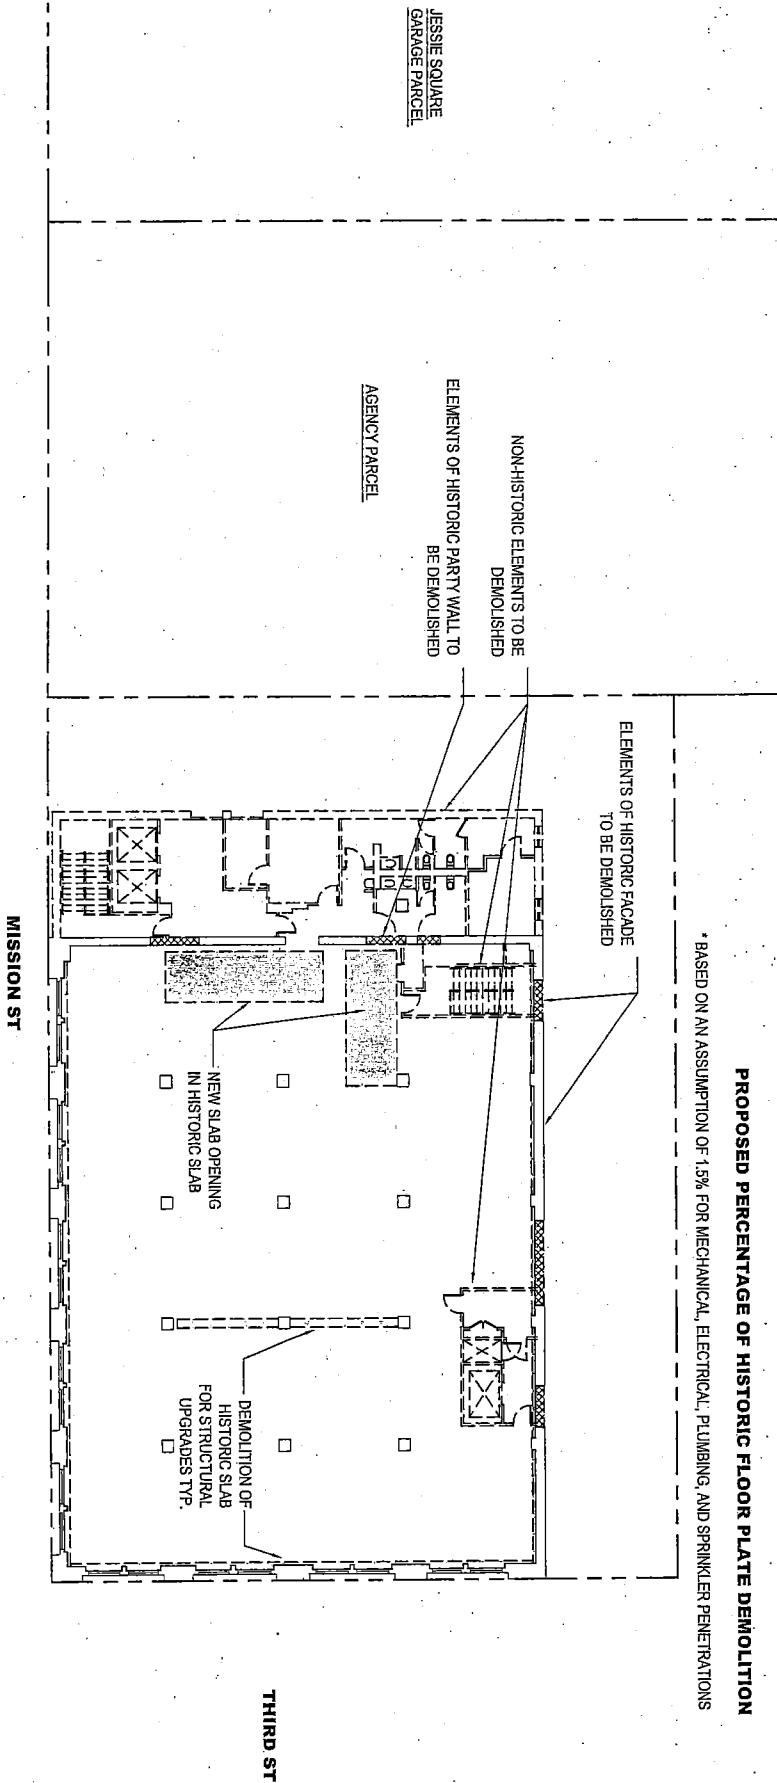 PROPOSED PERCENTAGE OF HISTORIC FLOOR PLATE DEMOLITION
* BASED ON AN ASSUMPTION OF 1.5% FOR MECHANICAL, ELECTRICAL, PLUMBING, AND SPRINKLER PENETRATIONS
JESSIE SQUARE
GARAGE PARCEL
AGENCY PARCEL
ELEMENTS OF HISTORIC FACADE
TO BE DEMOLISHED
NON-HISTORIC ELEMENTS TO BE
DEMOLISHED
ELEMENTS OF HISTORIC PARTY WALL TO
BE DEMOLISHED
NEW SLAB OPENING
IN HISTORIC SLAB
DEMOLITION OF
HISTORIC SLAB
FOR STRUCTURAL
UPGRADES TYP.
THIRD ST
MISSION ST